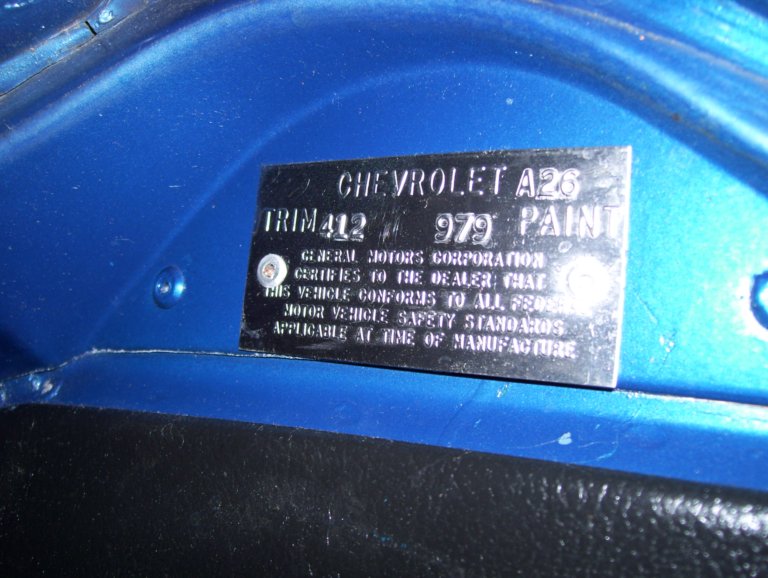 CHEVROLET A26
TRIM 412 979 PAINT
GENERAL MOTORS CORPORATION
CERTIFIES TO THE DEALER THAT
THIS VEHICLE CONFORMS TO ALL
MOTOR VEHICLE SAFETY STANDARDS
APPLICABLE AT TIME OF MANUFACTURE